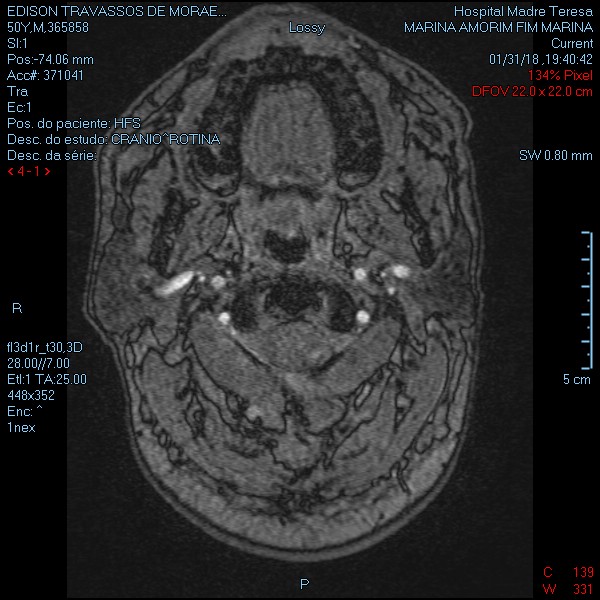 EDISON TRAVASSOS DE MORAE...
50Y,M,365858
Sl:1
Pos:-74.06 mm
Acc#: 371041
Tra
Ec:1
Pos. do paciente: HFS
Desc. do estudo: CRANIO^ROTINA
Desc. da série:
< 4 - 1 >
Lossy
Hospital Madre Teresa
MARINA AMORIM FIM MARINA
Current
01/31/18 ,19:40:42
134% Pixel
DFOV 22.0 x 22.0 cm
SW 0.80 mm
R
5 cm
fl3d1r_t30,3D
28.00//7.00
Etl:1 TA:25.00
448x352
Enc: ^
1nex
P
C 139
W 331